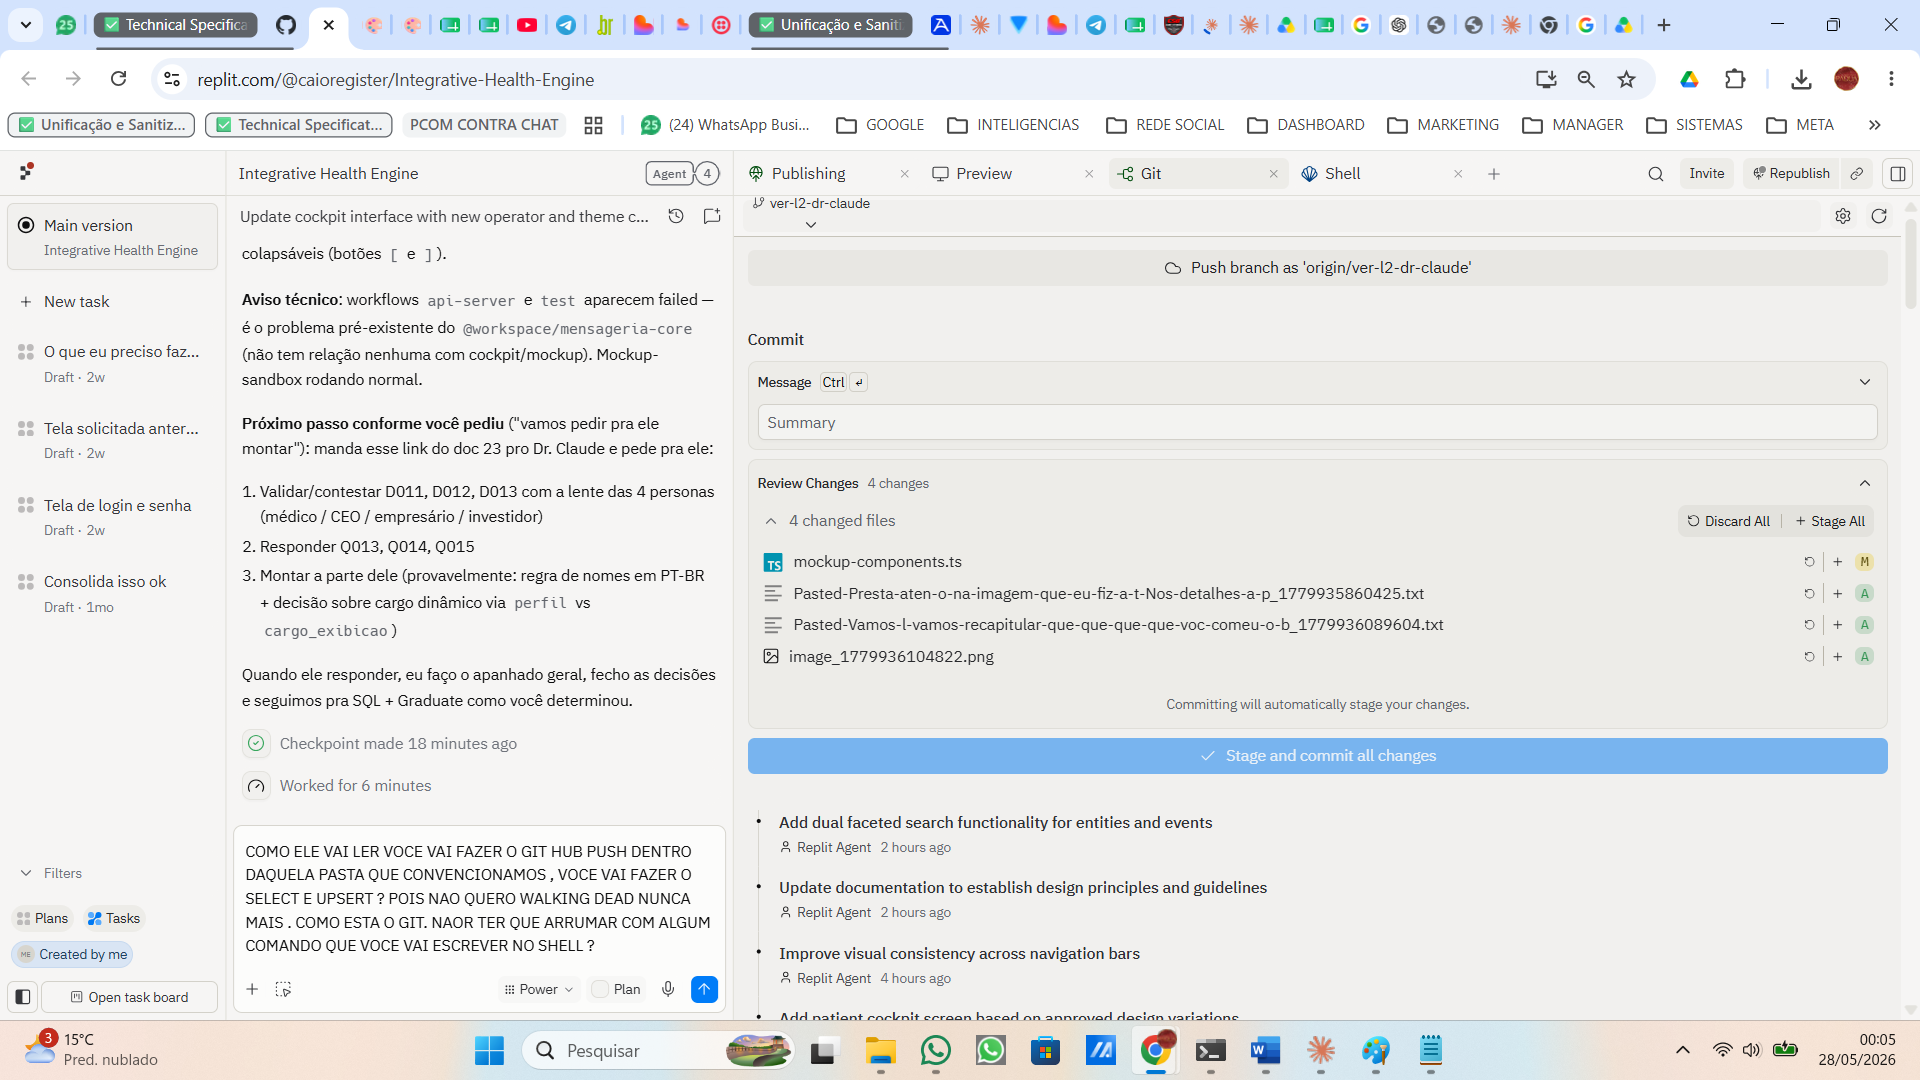 Technical Specifica
Unificação e Saniti
replit.com/@caioregister/Integrative-Health-Engine
Unificação e Sanitiz...
Technical Specificat...
PCOM CONTRA CHAT
25 (24) WhatsApp Busi...
GOOGLE
INTELIGENCIAS
REDE SOCIAL
DASHBOARD
MARKETING
MANAGER
SISTEMAS
META
Main version
Integrative Health Engine
New task
O que eu preciso faz...
Draft · 2w
Tela solicitada anter...
Draft · 2w
Tela de login e senha
Draft · 2w
Consolida isso ok
Draft · 1mo
Filters
Plans
Tasks
ME Created by me
Open task board
Integrative Health Engine
Agent 4
Update cockpit interface with new operator and theme c...
colapsáveis (botões [ e ] ).
Aviso técnico: workflows api-server e test aparecem failed —
é o problema pré-existente do @workspace/mensageria-core
(não tem relação nenhuma com cockpit/mockup). Mockup-
sandbox rodando normal.
Próximo passo conforme você pediu ("vamos pedir pra ele
montar"): manda esse link do doc 23 pro Dr. Claude e pede pra ele:
1. Validar/contestar D011, D012, D013 com a lente das 4 personas
(médico / CEO / empresário / investidor)
2. Responder Q013, Q014, Q015
3. Montar a parte dele (provavelmente: regra de nomes em PT-BR
+ decisão sobre cargo dinâmico via perfil vs
cargo_exibicao )
Quando ele responder, eu faço o apanhado geral, fecho as decisões
e seguimos pra SQL + Graduate como você determinou.
Checkpoint made 18 minutes ago
Worked for 6 minutes
COMO ELE VAI LER VOCE VAI FAZER O GIT HUB PUSH DENTRO
DAQUELA PASTA QUE CONVENCIONAMOS , VOCE VAI FAZER O
SELECT E UPSERT ? POIS NAO QUERO WALKING DEAD NUNCA
MAIS . COMO ESTA O GIT. NAOR TER QUE ARRUMAR COM ALGUM
COMANDO QUE VOCE VAI ESCREVER NO SHELL ?
Power
Plan
Publishing
Preview
Git
Shell
Invite
Republish
ver-l2-dr-claude
Push branch as 'origin/ver-l2-dr-claude'
Commit
Message Ctrl ↵
Summary
Review Changes 4 changes
4 changed files
Discard All
+ Stage All
TS mockup-components.ts M
Pasted-Presta-aten-o-na-imagem-que-eu-fiz-a-t-Nos-detalhes-a-p_1779935860425.txt A
Pasted-Vamos-l-vamos-recapitular-que-que-que-que-voc-comeu-o-b_1779936089604.txt A
image_1779936104822.png A
Committing will automatically stage your changes.
Stage and commit all changes
Add dual faceted search functionality for entities and events
Replit Agent 2 hours ago
Update documentation to establish design principles and guidelines
Replit Agent 2 hours ago
Improve visual consistency across navigation bars
Replit Agent 4 hours ago
Add patient cockpit screen based on approved design variations
3
15°C
Pred. nublado
Pesquisar
00:05
28/05/2026